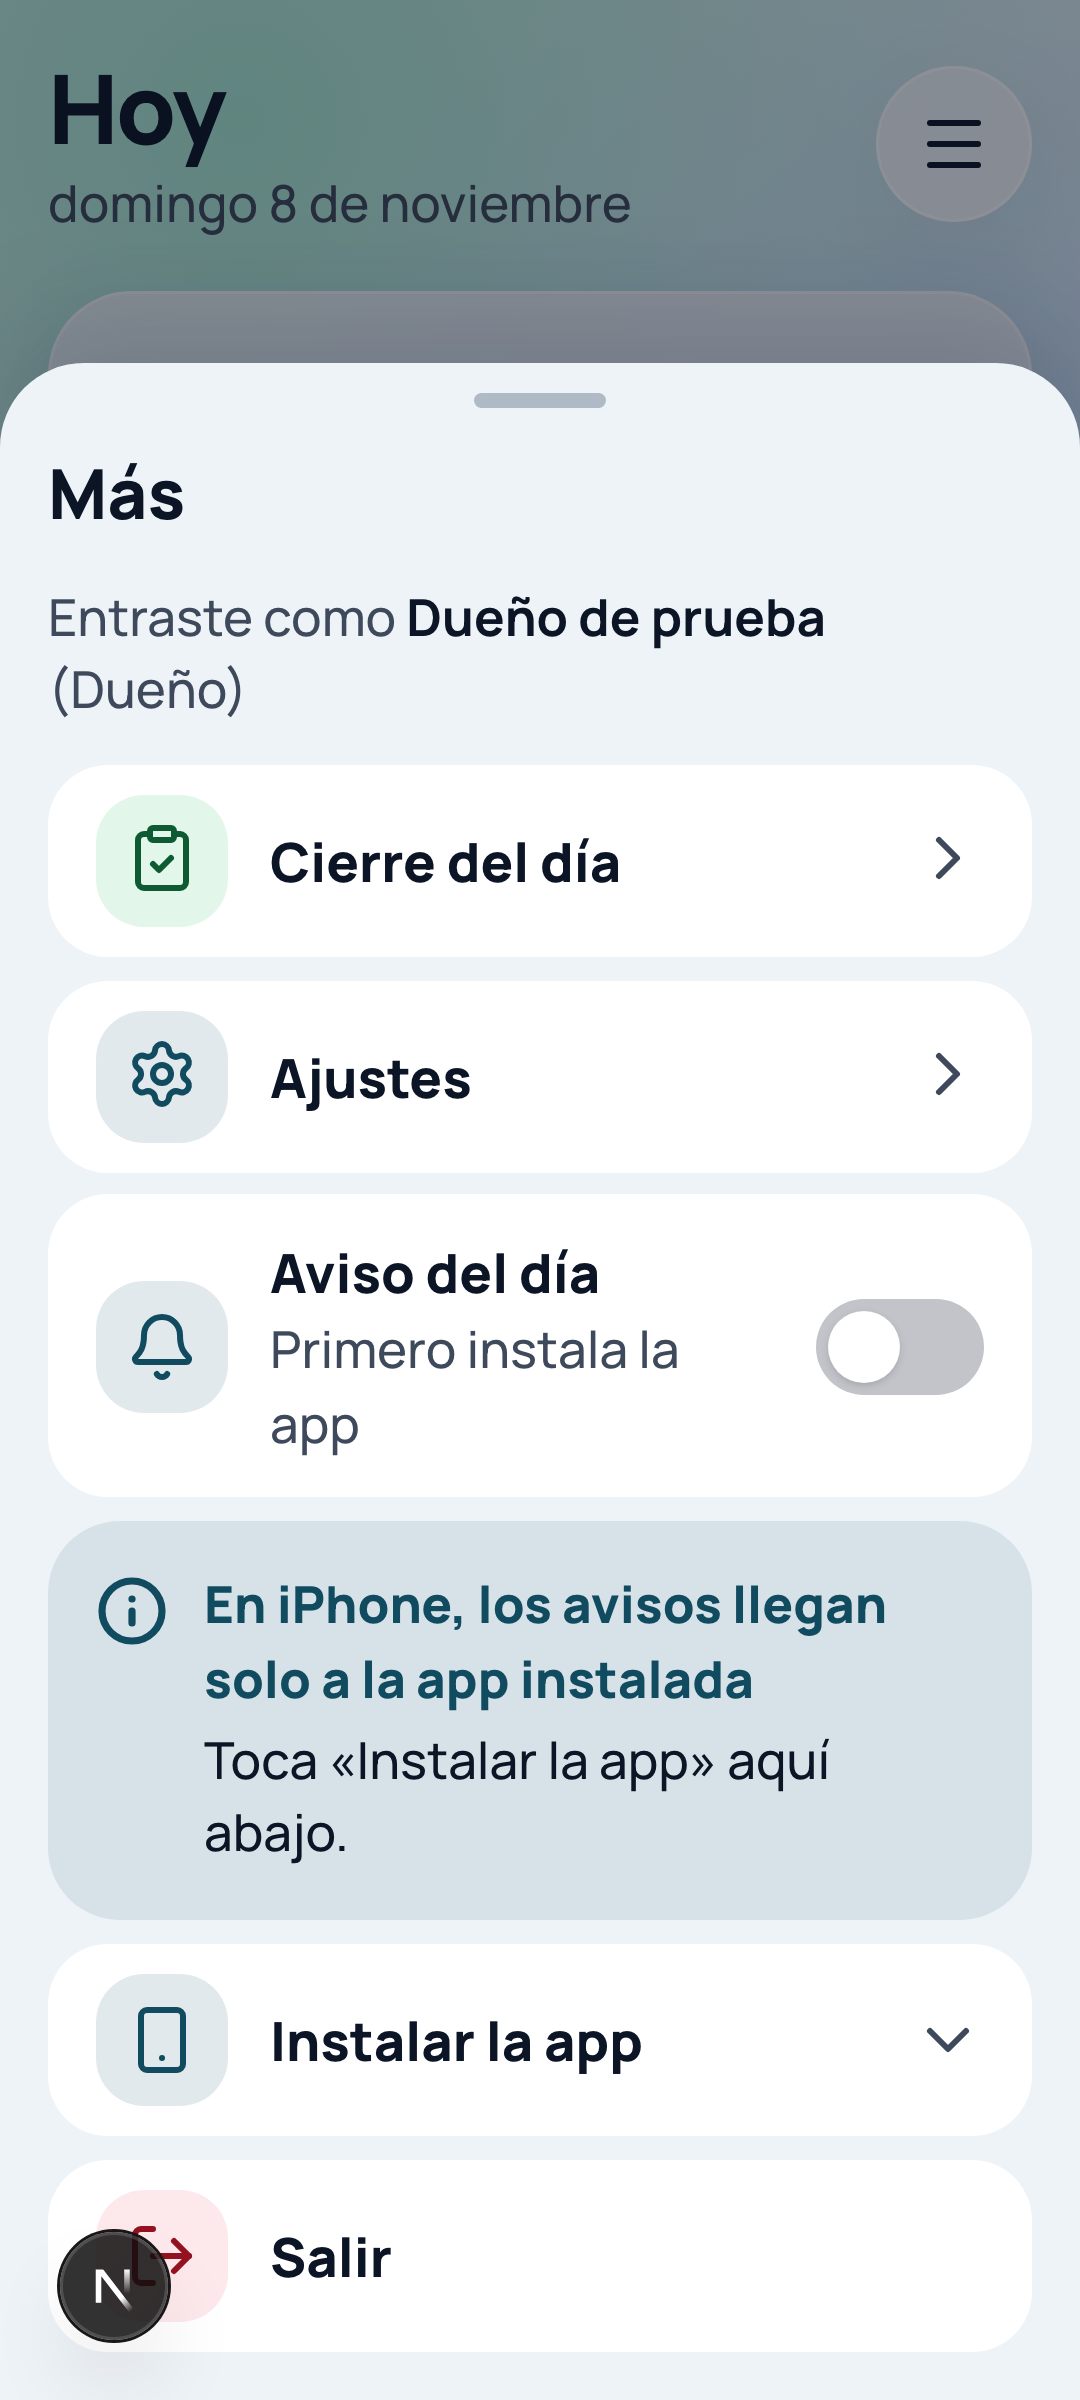 Hoy
domingo 8 de noviembre
Más
Entraste como Dueño de prueba
(Dueño)
Cierre del día
Ajustes
Aviso del día
Primero instala la
app
En iPhone, los avisos llegan
solo a la app instalada
Toca «Instalar la app» aquí
abajo.
Instalar la app
Salir
N